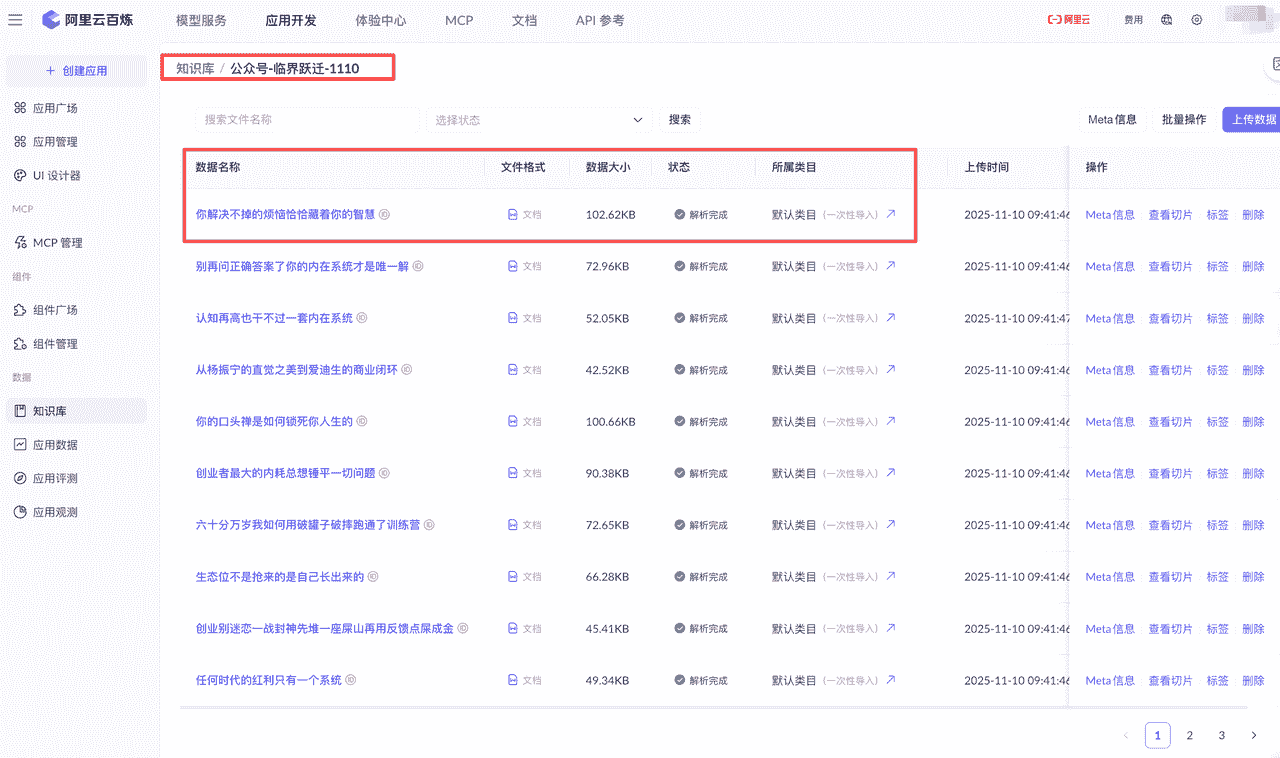 阿里云百炼 模型服务 应用开发 体验中心 MCP 文档 API 参考 阿里云 费用
+ 创建应用
知识库 / 公众号-临界跃迁-1110
应用广场
应用管理
UI 设计器
MCP
MCP 管理
组件
组件广场
组件管理
数据
知识库
应用数据
应用评测
应用观测
搜索文件名称 选择状态 搜索 Meta 信息 批量操作 上传数据
数据名称 文件格式 数据大小 状态 所属类目 上传时间 操作
你解决不掉的烦恼恰恰藏着你的智慧 文档 102.62KB 解析完成 默认类目 (一次性导入) 2025-11-10 09:41:46 Meta 信息 查看切片 标签 删除
别再问正确答案了你的内在系统才是唯一解 文档 72.96KB 解析完成 默认类目 (一次性导入) 2025-11-10 09:41:46 Meta 信息 查看切片 标签 删除
认知再高也干不过一套内在系统 文档 52.05KB 解析完成 默认类目 (一次性导入) 2025-11-10 09:41:47 Meta 信息 查看切片 标签 删除
从杨振宁的直觉之美到爱迪生的商业闭环 文档 42.52KB 解析完成 默认类目 (一次性导入) 2025-11-10 09:41:46 Meta 信息 查看切片 标签 删除
你的口头禅是如何锁死你人生的 文档 100.66KB 解析完成 默认类目 (一次性导入) 2025-11-10 09:41:46 Meta 信息 查看切片 标签 删除
创业者最大的内耗总想锤平一切问题 文档 90.38KB 解析完成 默认类目 (一次性导入) 2025-11-10 09:41:46 Meta 信息 查看切片 标签 删除
六十分万岁我如何用破罐子破摔跑通了训练营 文档 72.65KB 解析完成 默认类目 (一次性导入) 2025-11-10 09:41:46 Meta 信息 查看切片 标签 删除
生态位不是抢来的是自己长出来的 文档 66.28KB 解析完成 默认类目 (一次性导入) 2025-11-10 09:41:46 Meta 信息 查看切片 标签 删除
创业别迷恋一战封神先堆一座屎山再用反馈点屎成金 文档 45.41KB 解析完成 默认类目 (一次性导入) 2025-11-10 09:41:46 Meta 信息 查看切片 标签 删除
任何时代的红利只有一个系统 文档 49.34KB 解析完成 默认类目 (一次性导入) 2025-11-10 09:41:46 Meta 信息 查看切片 标签 删除
1 2 3